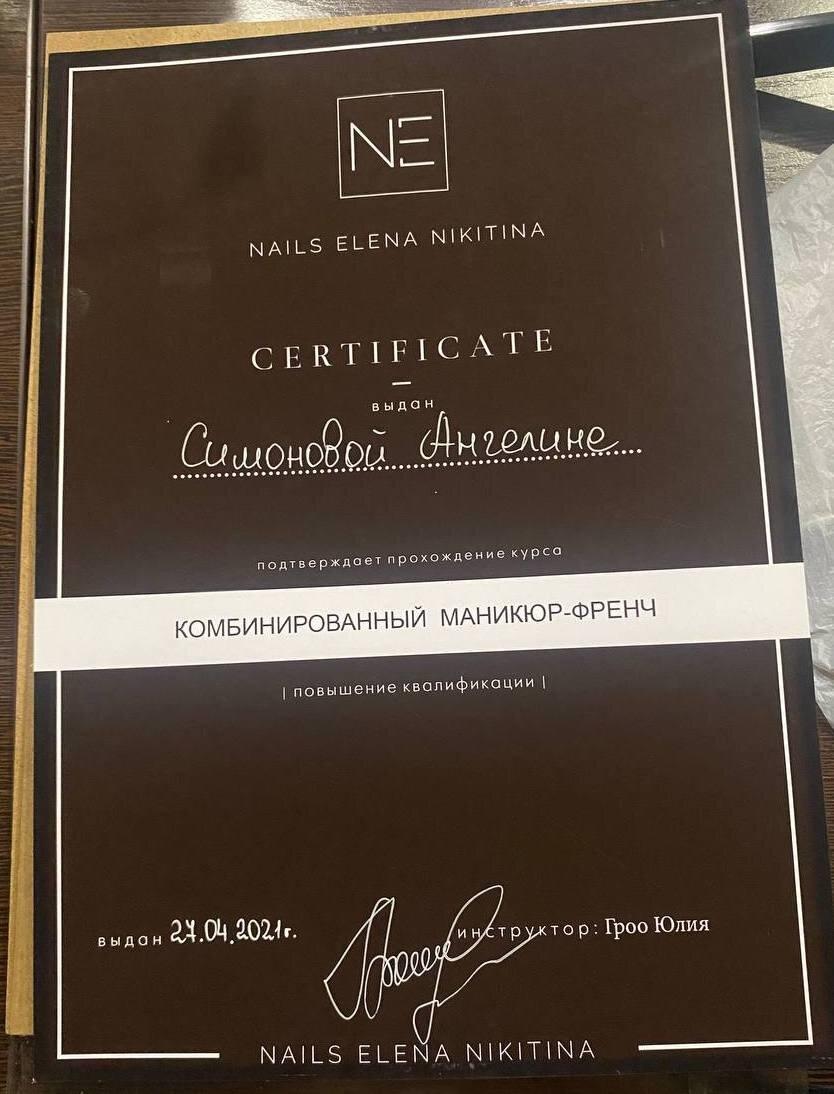 NE
NAILS ELENA NIKITINA
CERTIFICATE
выдан
Симоновой Ангелине
подтверждает прохождение курса
КОМБИНИРОВАННЫЙ МАНИКЮР-ФРЕНЧ
| повышение квалификации |
выдан 27.04.2021г. инструктор: Гроо Юлия
NAILS ELENA NIKITINA